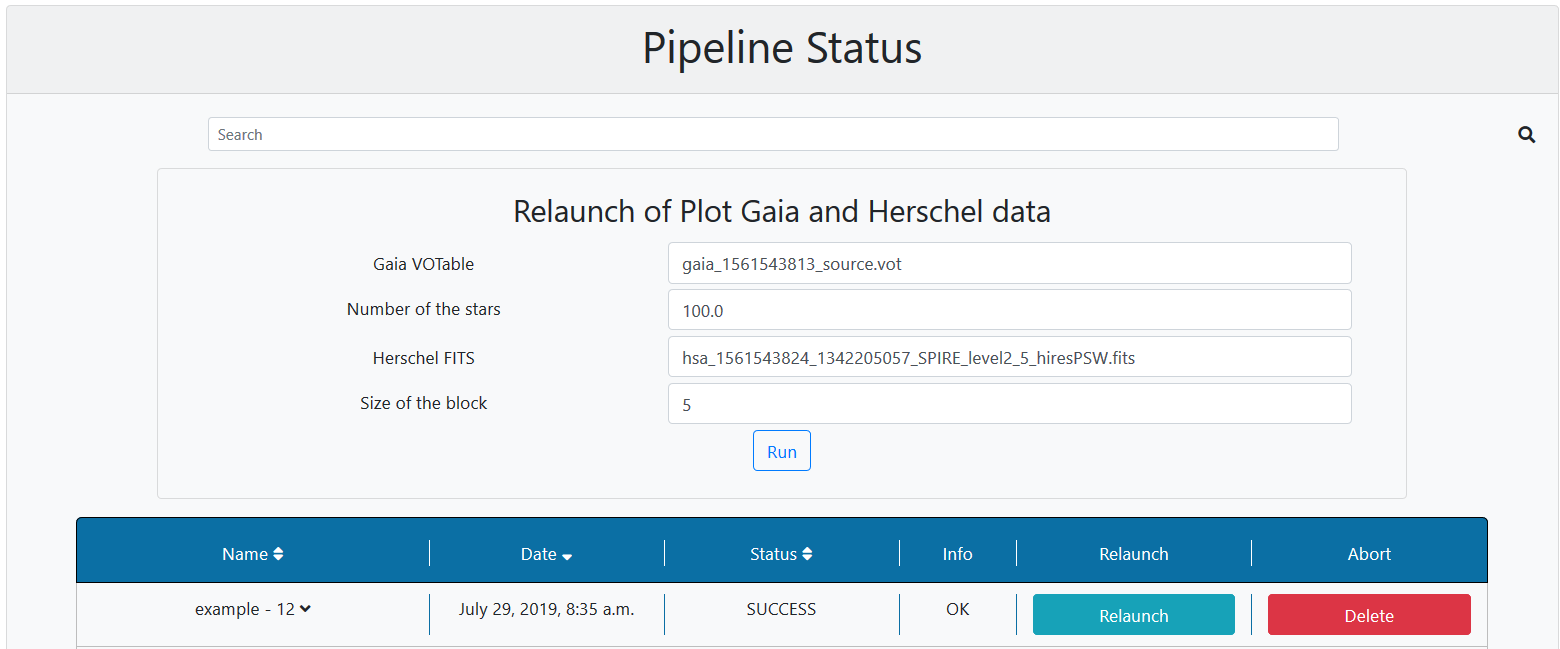 Pipeline Status
Search
Relaunch of Plot Gaia and Herschel data
Gaia VOTable gaia_1561543813_source.vot
Number of the stars 100.0
Herschel FITS hsa_1561543824_1342205057_SPIRE_level2_5_hiresPSW.fits
Size of the block 5
Run
Name Date Status Info Relaunch Abort
example - 12 July 29, 2019, 8:35 a.m. SUCCESS OK Relaunch Delete